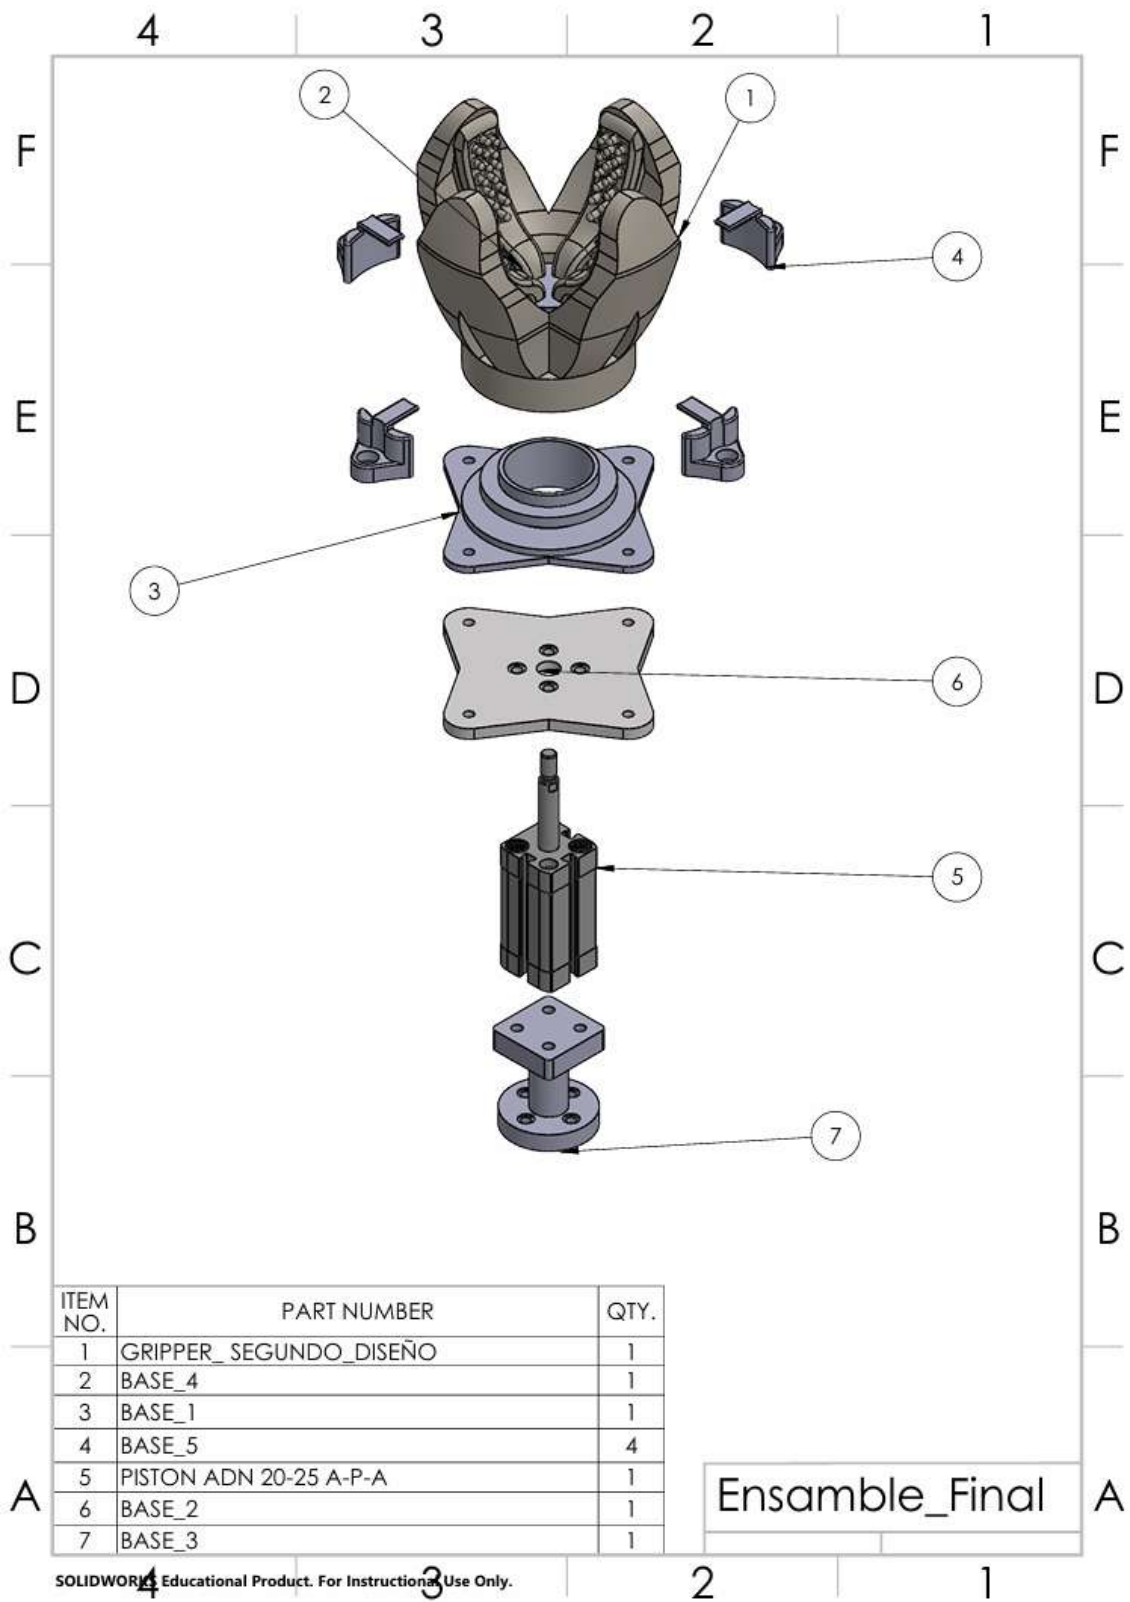 4 3 2 1
2
1
F F
4
E E
3
D 6 D
5
C C
7
B B
ITEM NO. PART NUMBER QTY.
1 GRIPPER_ SEGUNDO_DISEÑO 1
2 BASE_4 1
3 BASE_1 1
4 BASE_5 4
5 PISTON ADN 20-25 A-P-A 1
6 BASE_2 1
7 BASE_3 1
A Ensamble_Final A
SOLIDWORKS Educational Product. For Instructional Use Only.
4 3 2 1